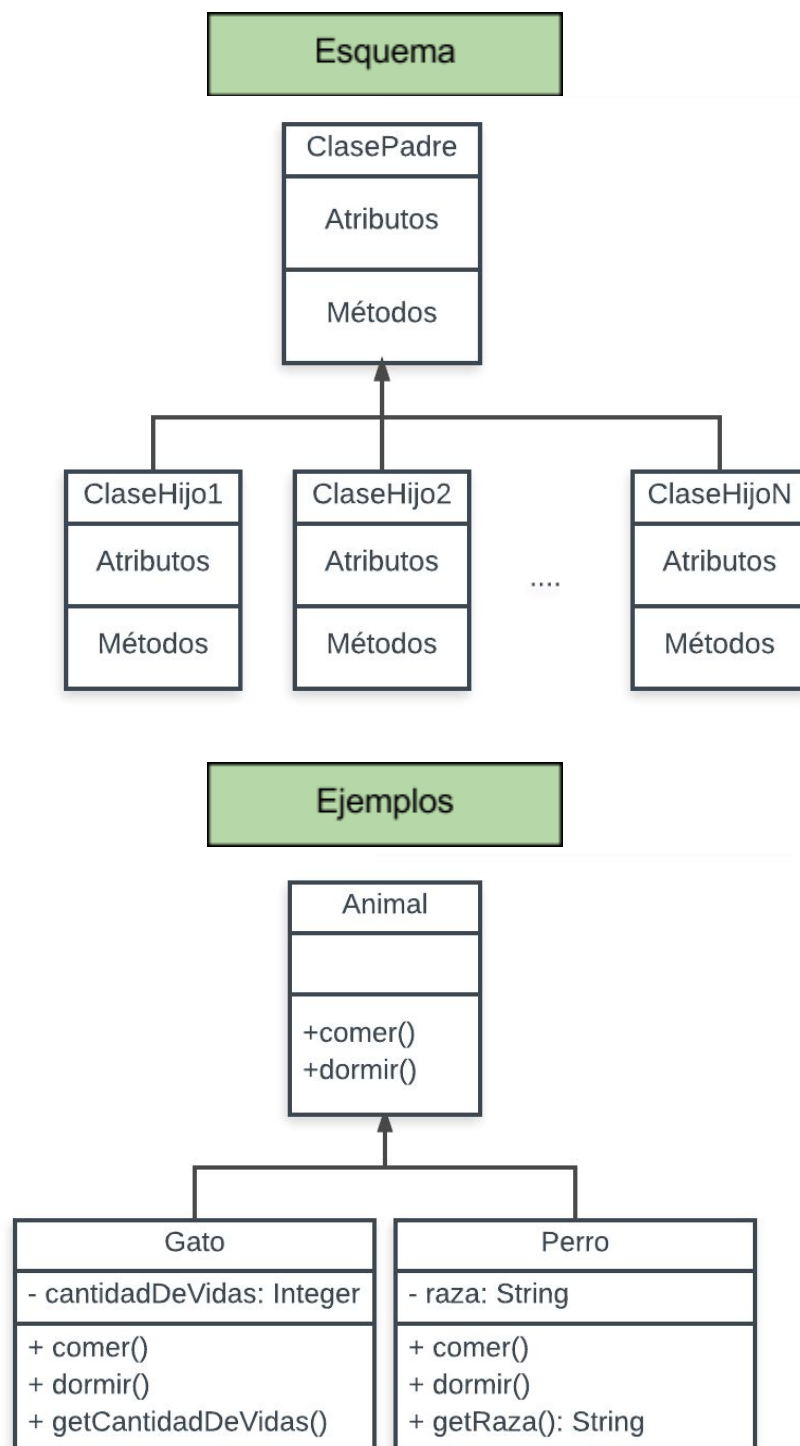 Esquema
ClasePadre
Atributos
Métodos
ClaseHijo1
Atributos
Métodos
ClaseHijo2
Atributos
Métodos
....
ClaseHijoN
Atributos
Métodos
Ejemplos
Animal
+comer()
+dormir()
Gato
- cantidadDeVidas: Integer
+ comer()
+ dormir()
+ getCantidadDeVidas()
Perro
- raza: String
+ comer()
+ dormir()
+ getRaza(): String